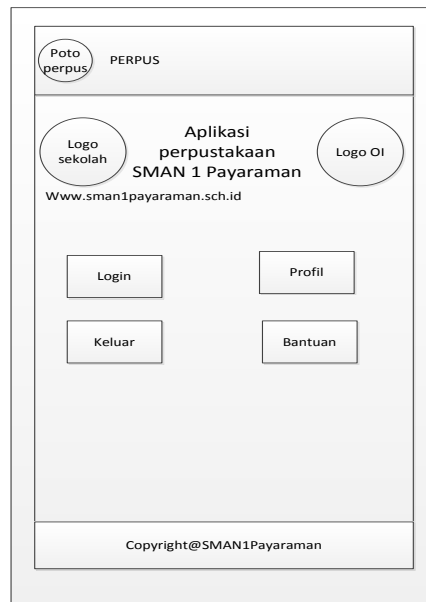 Poto
perpus
PERPUS
Logo
sekolah
Aplikasi
perpustakaan
SMAN 1 Payaraman
Logo OI
Www.sman1payaraman.sch.id
Login
Profil
Keluar
Bantuan
Copyright@SMAN1Payaraman